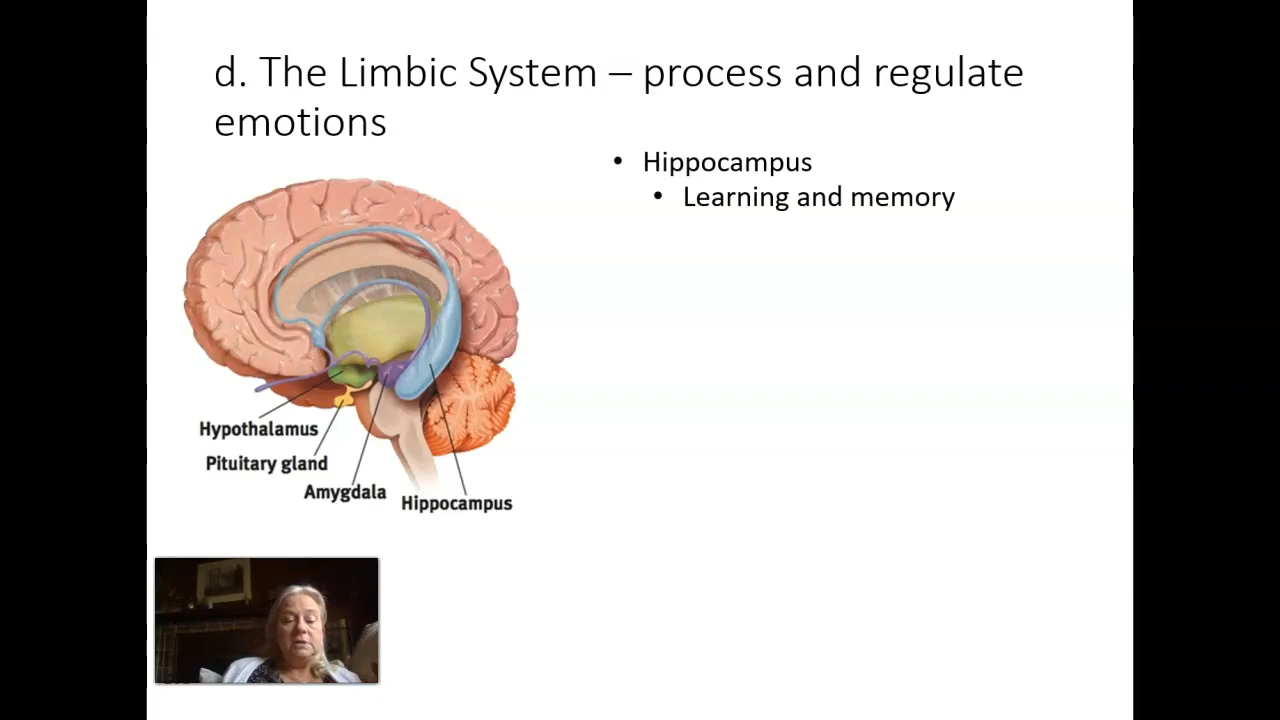 d. The Limbic System – process and regulate
emotions
• Hippocampus
• Learning and memory
Hypothalamus
Pituitary gland
Amygdala
Hippocampus